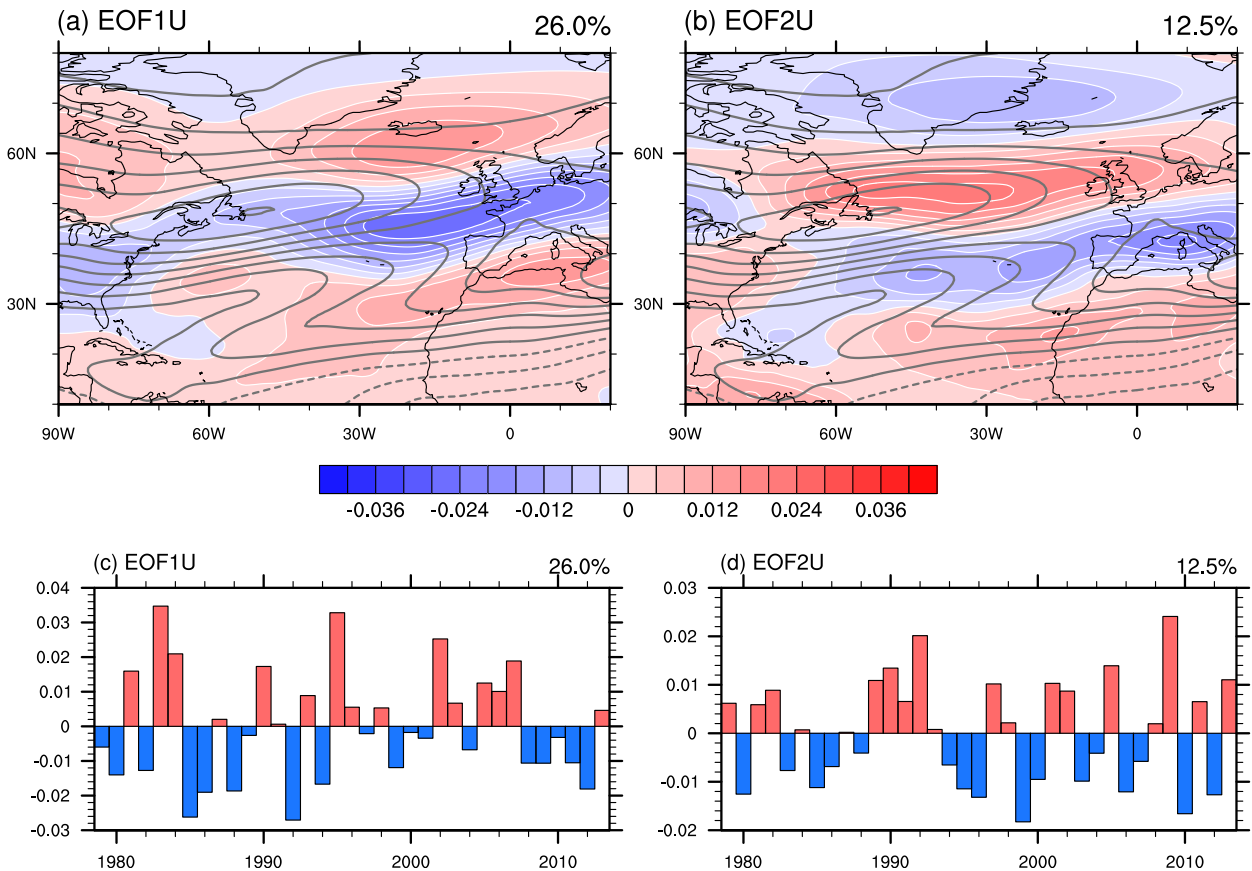 (a) EOF1U 26.0%
(b) EOF2U 12.5%
60N
30N
90W 60W 30W 0
60N
30N
90W 60W 30W 0
-0.036 -0.024 -0.012 0 0.012 0.024 0.036
(c) EOF1U 26.0%
0.04
0.03
0.02
0.01
0
-0.01
-0.02
-0.03
1980 1990 2000 2010
(d) EOF2U 12.5%
0.03
0.02
0.01
0
-0.01
-0.02
1980 1990 2000 2010